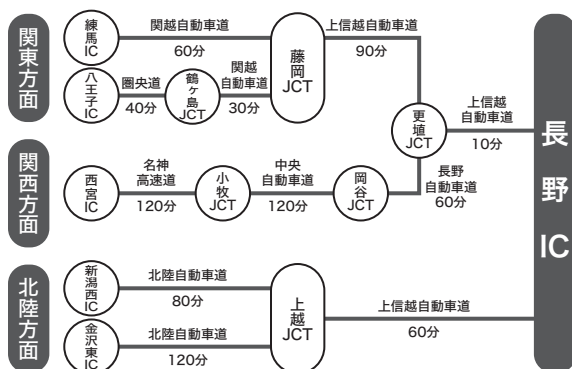 関東方面
練馬IC
関越自動車道
60分
八王子IC
圏央道
40分
鶴ヶ島JCT
関越
自動車道
30分
藤岡JCT
上信越自動車道
90分
更埴JCT
上信越
自動車道
10分
関西方面
西宮IC
名神
高速道
120分
小牧JCT
中央
自動車道
120分
岡谷JCT
長野
自動車道
60分
北陸方面
新潟西IC
北陸自動車道
80分
金沢東IC
北陸自動車道
120分
上越JCT
上信越自動車道
60分
長野IC